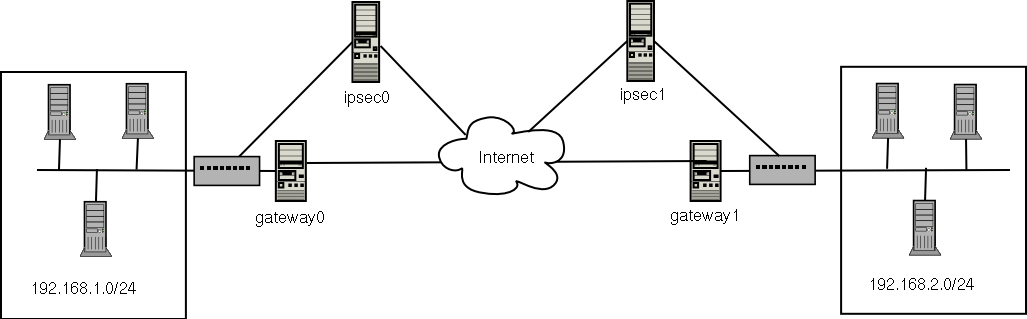 ipsec0
ipsec1
Internet
gateway0
gateway1
192.168.1.0/24
192.168.2.0/24